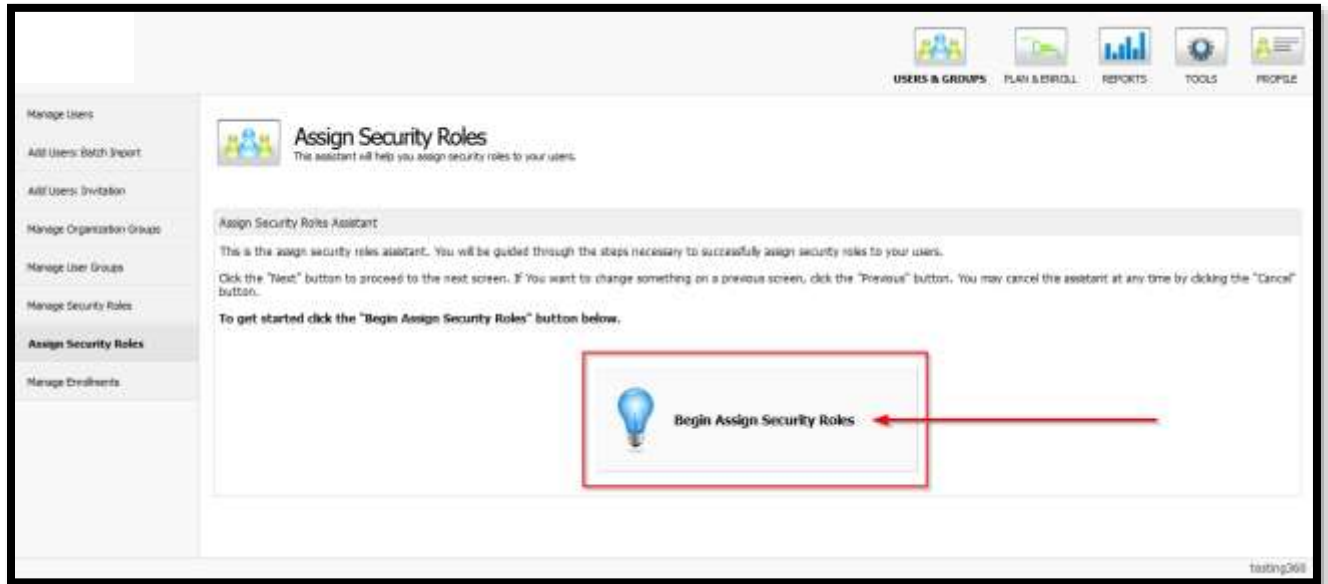 USERS & GROUPS
PLAN & ENROLL
REPORTS
TOOLS
PROFILE
Manage Users
Add Users: Batch Import
Add Users: Invitation
Manage Organization Groups
Manage User Groups
Manage Security Roles
Assign Security Roles
Manage Enrollments
Assign Security Roles
This assistant will help you assign security roles to your users.
Assign Security Roles Assistant
This is the assign security roles assistant. You will be guided through the steps necessary to successfully assign security roles to your users.
Click the "Next" button to proceed to the next screen. If You want to change something on a previous screen, click the "Previous" button. You may cancel the assistant at any time by clicking the "Cancel"
button.
To get started click the "Begin Assign Security Roles" button below.
Begin Assign Security Roles
testing360